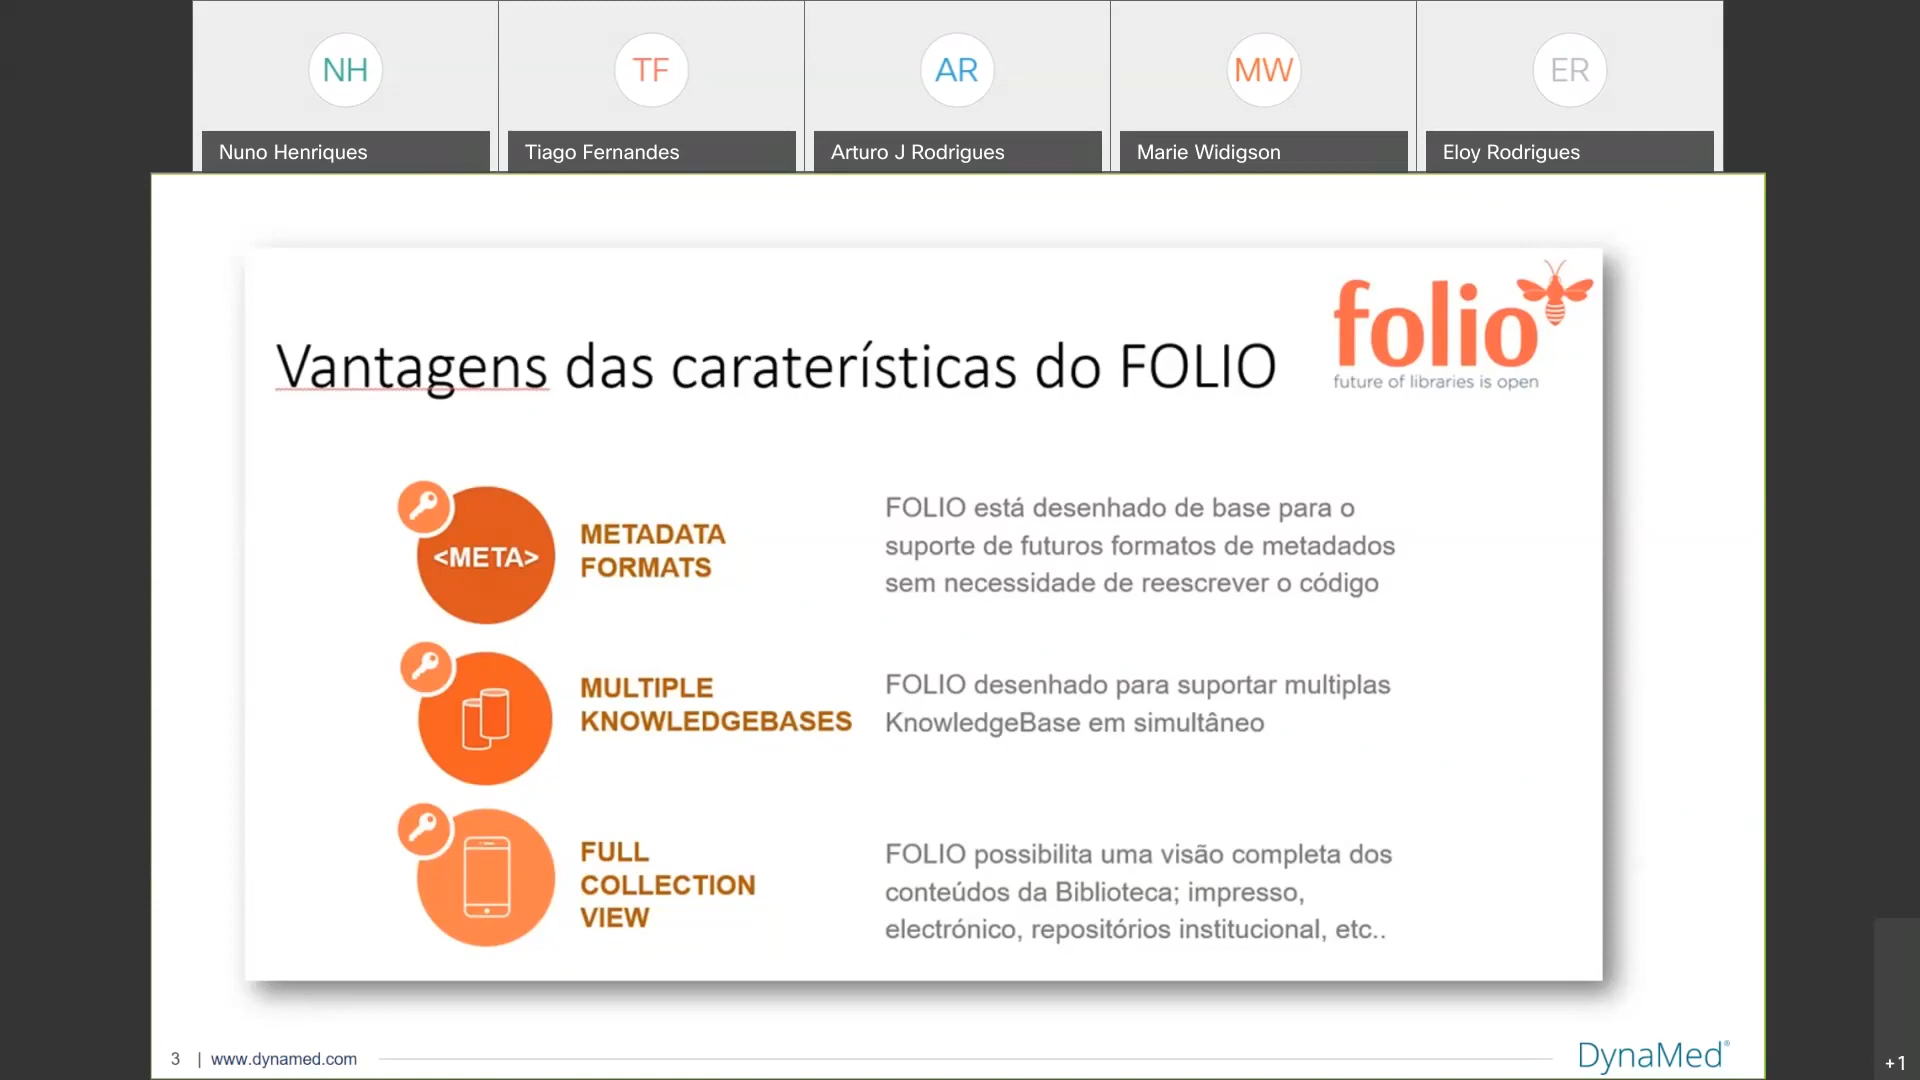 NH
TF
AR
MW
ER
Nuno Henriques
Tiago Fernandes
Arturo J Rodrigues
Marie Widigson
Eloy Rodrigues
folio
future of libraries is open
Vantagens das caraterísticas do FOLIO
<META>
METADATA
FORMATS
FOLIO está desenhado de base para o
suporte de futuros formatos de metadados
sem necessidade de reescrever o código
MULTIPLE
KNOWLEDGEBASES
FOLIO desenhado para suportar multiplas
KnowledgeBase em simultâneo
FULL
COLLECTION
VIEW
FOLIO possibilita uma visão completa dos
conteúdos da Biblioteca; impresso,
electrónico, repositórios institucional, etc..
3 | www.dynamed.com
DynaMed®
+1